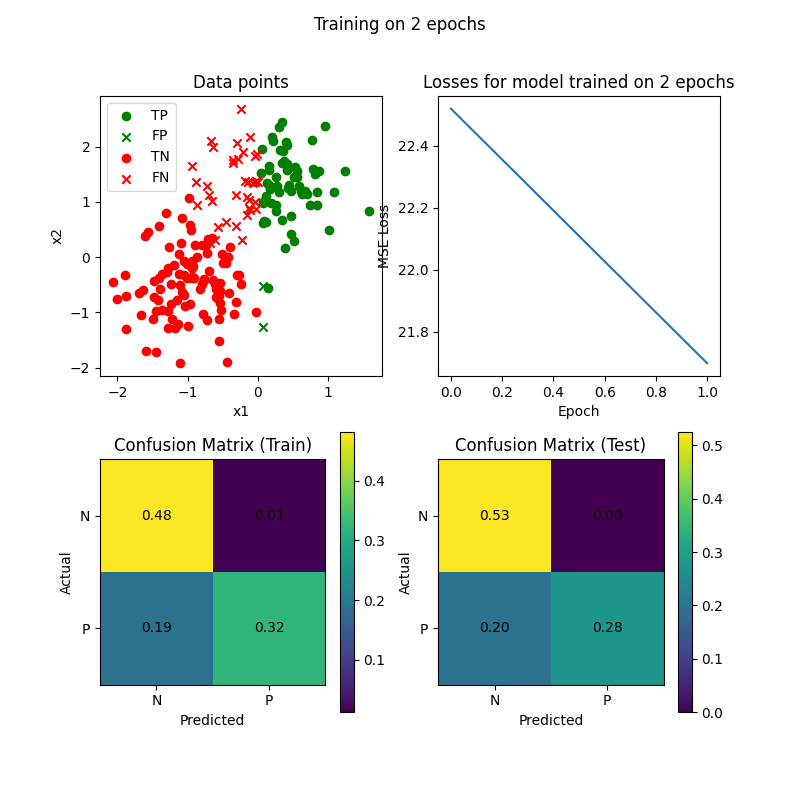 Training on 2 epochs
Data points
TP
FP
TN
FN
2
1
0
−1
−2
x2
−2
−1
0
1
x1
Losses for model trained on 2 epochs
22.4
22.2
22.0
21.8
MSE Loss
0.0
0.2
0.4
0.6
0.8
1.0
Epoch
Confusion Matrix (Train)
N
P
Actual
0.48
0.01
0.19
0.32
N
P
Predicted
0.4
0.3
0.2
0.1
Confusion Matrix (Test)
N
P
Actual
0.53
0.00
0.20
0.28
N
P
Predicted
0.5
0.4
0.3
0.2
0.1
0.0